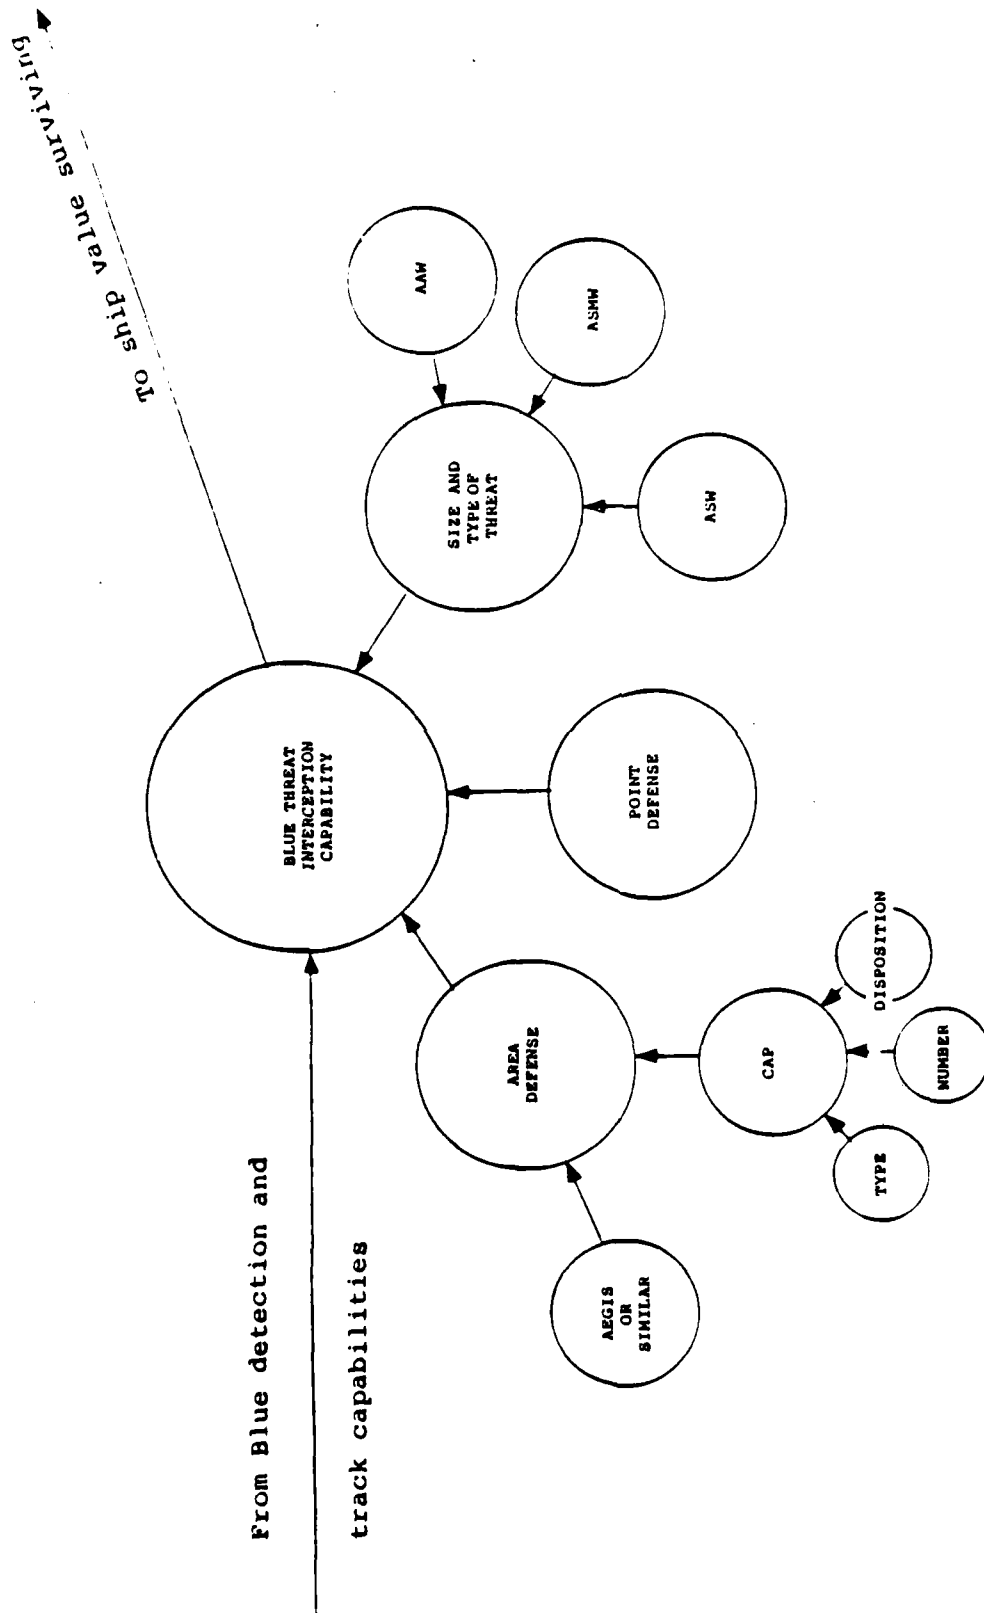 To ship value surviving
From Blue detection and
track capabilities
BLUE THREAT
INTERCEPTION
CAPABILITY
AREA
DEFENSE
POINT
DEFENSE
SIZE AND
TYPE OF
THREAT
AAW
ASMW
ASW
AEGIS
OR
SIMILAR
CAP
TYPE
NUMBER
DISPOSITION